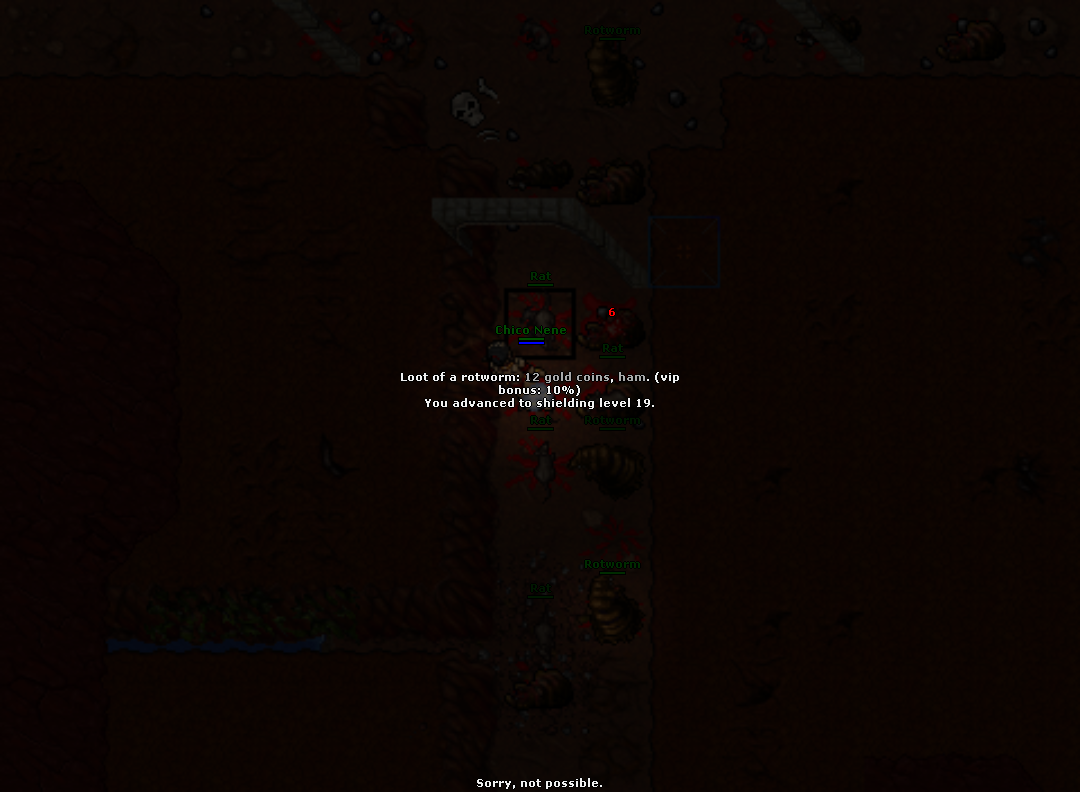 Rotworm
Rat
6
Chico Nene
Rat
Loot of a rotworm: 12 gold coins, ham. (vip
bonus: 10%)
You advanced to shielding level 19.
Rat
Rotworm
Rotworm
Rat
Sorry, not possible.